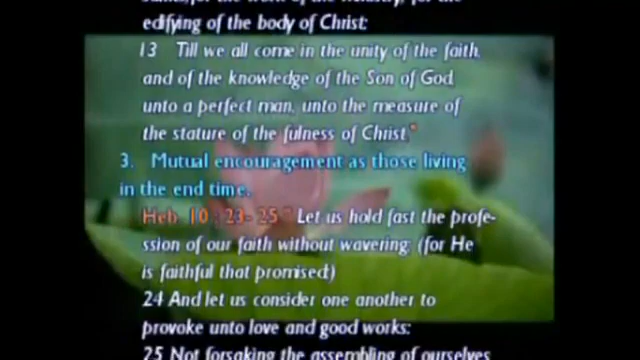 edifying of the body of Christ:
13 Till we all come in the unity of the faith,
and of the knowledge of the Son of God,
unto a perfect man, unto the measure of
the stature of the fulness of Christ."
3. Mutual encouragement as those living
in the end time.
Heb. 10 : 23- 25 " Let us hold fast the profe-
ssion of our faith without wavering; (for He
is faithful that promised;)
24 And let us consider one another to
provoke unto love and good works:
25 Not forsaking the assembling of ourselves